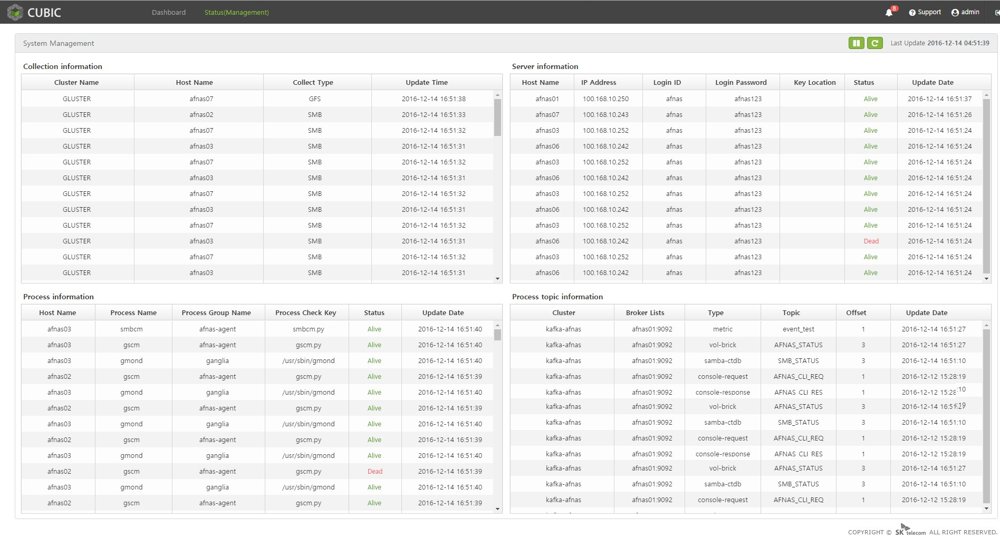 CUBIC Dashboard Status(Management) 8 Support admin
System Management Last Update 2016-12-14 04:51:39
Collection information
Cluster Name Host Name Collect Type Update Time
GLUSTER afnas07 GFS 2016-12-14 16:51:38
GLUSTER afnas02 SMB 2016-12-14 16:51:33
GLUSTER afnas07 SMB 2016-12-14 16:51:32
GLUSTER afnas03 SMB 2016-12-14 16:51:31
GLUSTER afnas07 SMB 2016-12-14 16:51:32
GLUSTER afnas03 SMB 2016-12-14 16:51:31
GLUSTER afnas07 SMB 2016-12-14 16:51:32
GLUSTER afnas03 SMB 2016-12-14 16:51:31
GLUSTER afnas07 SMB 2016-12-14 16:51:32
GLUSTER afnas03 SMB 2016-12-14 16:51:31
GLUSTER afnas07 SMB 2016-12-14 16:51:32
GLUSTER afnas03 SMB 2016-12-14 16:51:31
Server information
Host Name IP Address Login ID Login Password Key Location Status Update Date
afnas01 100.168.10.250 afnas afnas123 Alive 2016-12-14 16:51:37
afnas07 100.168.10.243 afnas afnas123 Alive 2016-12-14 16:51:26
afnas03 100.168.10.252 afnas afnas123 Alive 2016-12-14 16:51:24
afnas06 100.168.10.242 afnas afnas123 Alive 2016-12-14 16:51:24
afnas03 100.168.10.252 afnas afnas123 Alive 2016-12-14 16:51:24
afnas06 100.168.10.242 afnas afnas123 Alive 2016-12-14 16:51:24
afnas03 100.168.10.252 afnas afnas123 Alive 2016-12-14 16:51:24
afnas06 100.168.10.242 afnas afnas123 Alive 2016-12-14 16:51:24
afnas03 100.168.10.252 afnas afnas123 Alive 2016-12-14 16:51:24
afnas06 100.168.10.242 afnas afnas123 Dead 2016-12-14 16:51:24
afnas03 100.168.10.252 afnas afnas123 Alive 2016-12-14 16:51:24
afnas06 100.168.10.242 afnas afnas123 Alive 2016-12-14 16:51:24
Process information
Host Name Process Name Process Group Name Process Check Key Status Update Date
afnas03 smbcm afnas-agent smbcm.py Alive 2016-12-14 16:51:40
afnas03 gscm afnas-agent gscm.py Alive 2016-12-14 16:51:40
afnas03 gmond ganglia /usr/sbin/gmond Alive 2016-12-14 16:51:40
afnas02 gscm afnas-agent gscm.py Alive 2016-12-14 16:51:39
afnas03 gmond ganglia /usr/sbin/gmond Alive 2016-12-14 16:51:40
afnas02 gscm afnas-agent gscm.py Alive 2016-12-14 16:51:39
afnas03 gmond ganglia /usr/sbin/gmond Alive 2016-12-14 16:51:40
afnas02 gscm afnas-agent gscm.py Alive 2016-12-14 16:51:39
afnas03 gmond ganglia /usr/sbin/gmond Alive 2016-12-14 16:51:40
afnas02 gscm afnas-agent gscm.py Dead 2016-12-14 16:51:39
afnas03 gmond ganglia /usr/sbin/gmond Alive 2016-12-14 16:51:40
afnas02 gscm afnas-agent gscm.py Alive 2016-12-14 16:51:39
Process topic information
Cluster Broker Lists Type Topic Offset Update Date
kafka-afnas afnas01:9092 metric event_test 1 2016-12-14 16:51:27
kafka-afnas afnas01:9092 vol-brick AFNAS_STATUS 3 2016-12-14 16:51:27
kafka-afnas afnas01:9092 samba-ctdb SMB_STATUS 3 2016-12-14 16:51:10
kafka-afnas afnas01:9092 console-request AFNAS_CLI_REQ 1 2016-12-12 15:28:19
kafka-afnas afnas01:9092 console-response AFNAS_CLI_RES 1 2016-12-12 15:28:10
kafka-afnas afnas01:9092 vol-brick AFNAS_STATUS 3 2016-12-14 16:51:19
kafka-afnas afnas01:9092 samba-ctdb SMB_STATUS 3 2016-12-14 16:51:10
kafka-afnas afnas01:9092 console-request AFNAS_CLI_REQ 1 2016-12-12 15:28:19
kafka-afnas afnas01:9092 console-response AFNAS_CLI_RES 1 2016-12-12 15:28:19
kafka-afnas afnas01:9092 vol-brick AFNAS_STATUS 3 2016-12-14 16:51:27
kafka-afnas afnas01:9092 samba-ctdb SMB_STATUS 3 2016-12-14 16:51:10
kafka-afnas afnas01:9092 console-request AFNAS_CLI_REQ 1 2016-12-12 15:28:19
COPYRIGHT © SK telecom ALL RIGHT RESERVED.